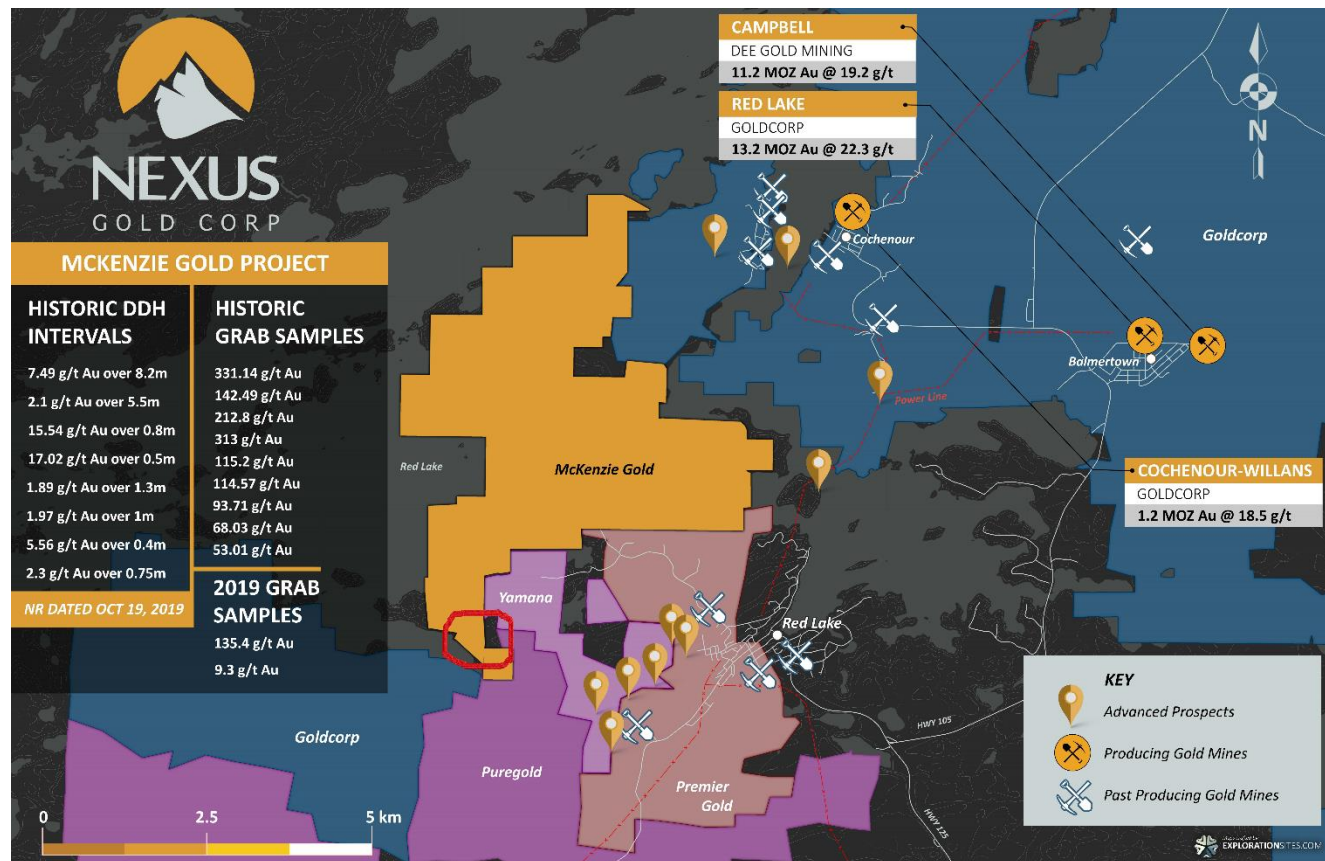 NEXUS
GOLD CORP
MCKENZIE GOLD PROJECT
HISTORIC DDH
INTERVALS
7.49 g/t Au over 8.2m
2.1 g/t Au over 5.5m
15.54 g/t Au over 0.8m
17.02 g/t Au over 0.5m
1.89 g/t Au over 1.3m
1.97 g/t Au over 1m
5.56 g/t Au over 0.4m
2.3 g/t Au over 0.75m
NR DATED OCT 19, 2019
HISTORIC
GRAB SAMPLES
331.14 g/t Au
142.49 g/t Au
212.8 g/t Au
313 g/t Au
115.2 g/t Au
114.57 g/t Au
93.71 g/t Au
68.03 g/t Au
53.01 g/t Au
2019 GRAB
SAMPLES
135.4 g/t Au
9.3 g/t Au
CAMPBELL
DEE GOLD MINING
11.2 MOZ Au @ 19.2 g/t
RED LAKE
GOLDCORP
13.2 MOZ Au @ 22.3 g/t
N
Cochenour
Goldcorp
Balmertown
Power Line
Red Lake
McKenzie Gold
COCHENOUR-WILLANS
GOLDCORP
1.2 MOZ Au @ 18.5 g/t
Yamana
Red Lake
Goldcorp
Puregold
Premier
Gold
HWY 105
HWY 125
KEY
Advanced Prospects
Producing Gold Mines
Past Producing Gold Mines
0 2.5 5 km
EXPLORATIONSITES.COM